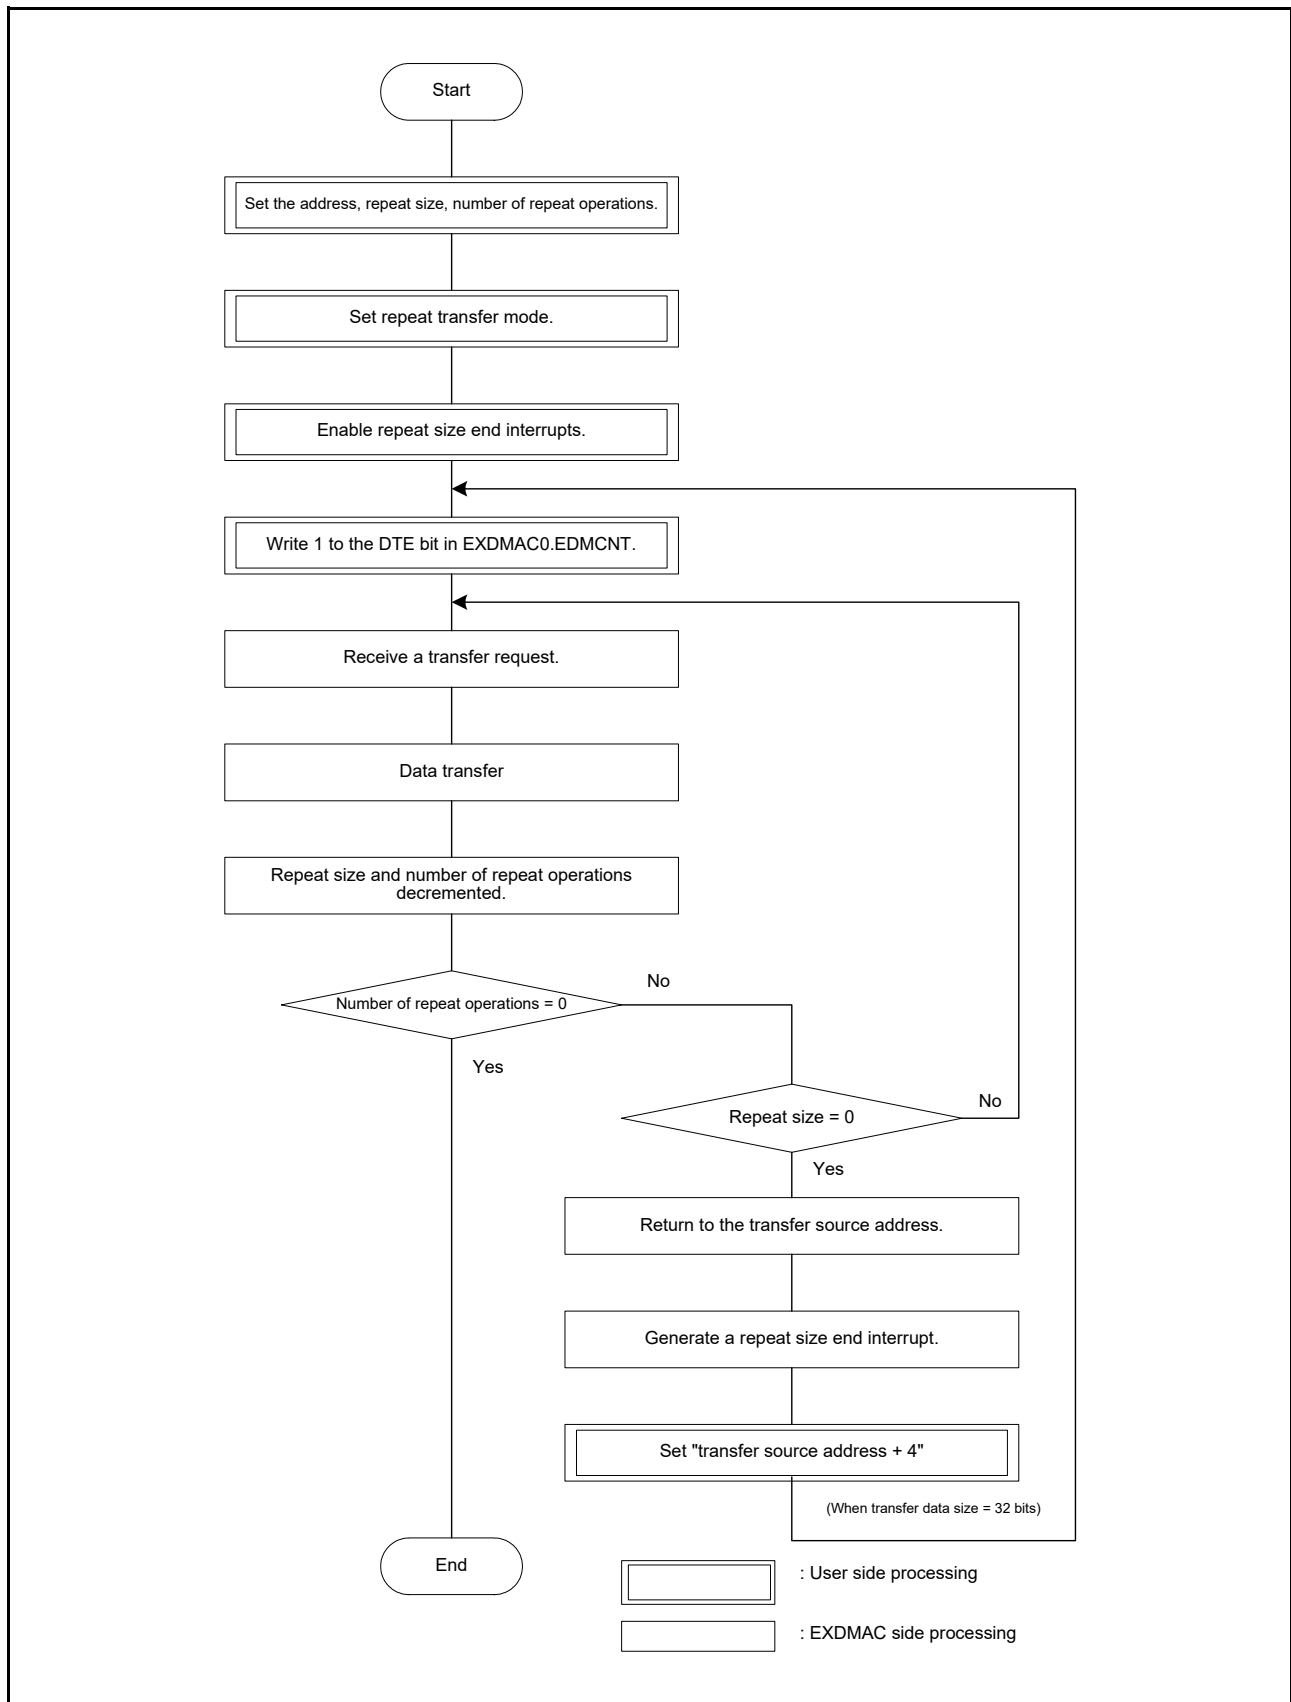 Start
Set the address, repeat size, number of repeat operations.
Set repeat transfer mode.
Enable repeat size end interrupts.
Write 1 to the DTE bit in EXDMAC0.EDMCNT.
Receive a transfer request.
Data transfer
Repeat size and number of repeat operations
decremented.
Number of repeat operations = 0
No
Yes
Repeat size = 0
No
Yes
Return to the transfer source address.
Generate a repeat size end interrupt.
Set "transfer source address + 4"
(When transfer data size = 32 bits)
End
: User side processing
: EXDMAC side processing